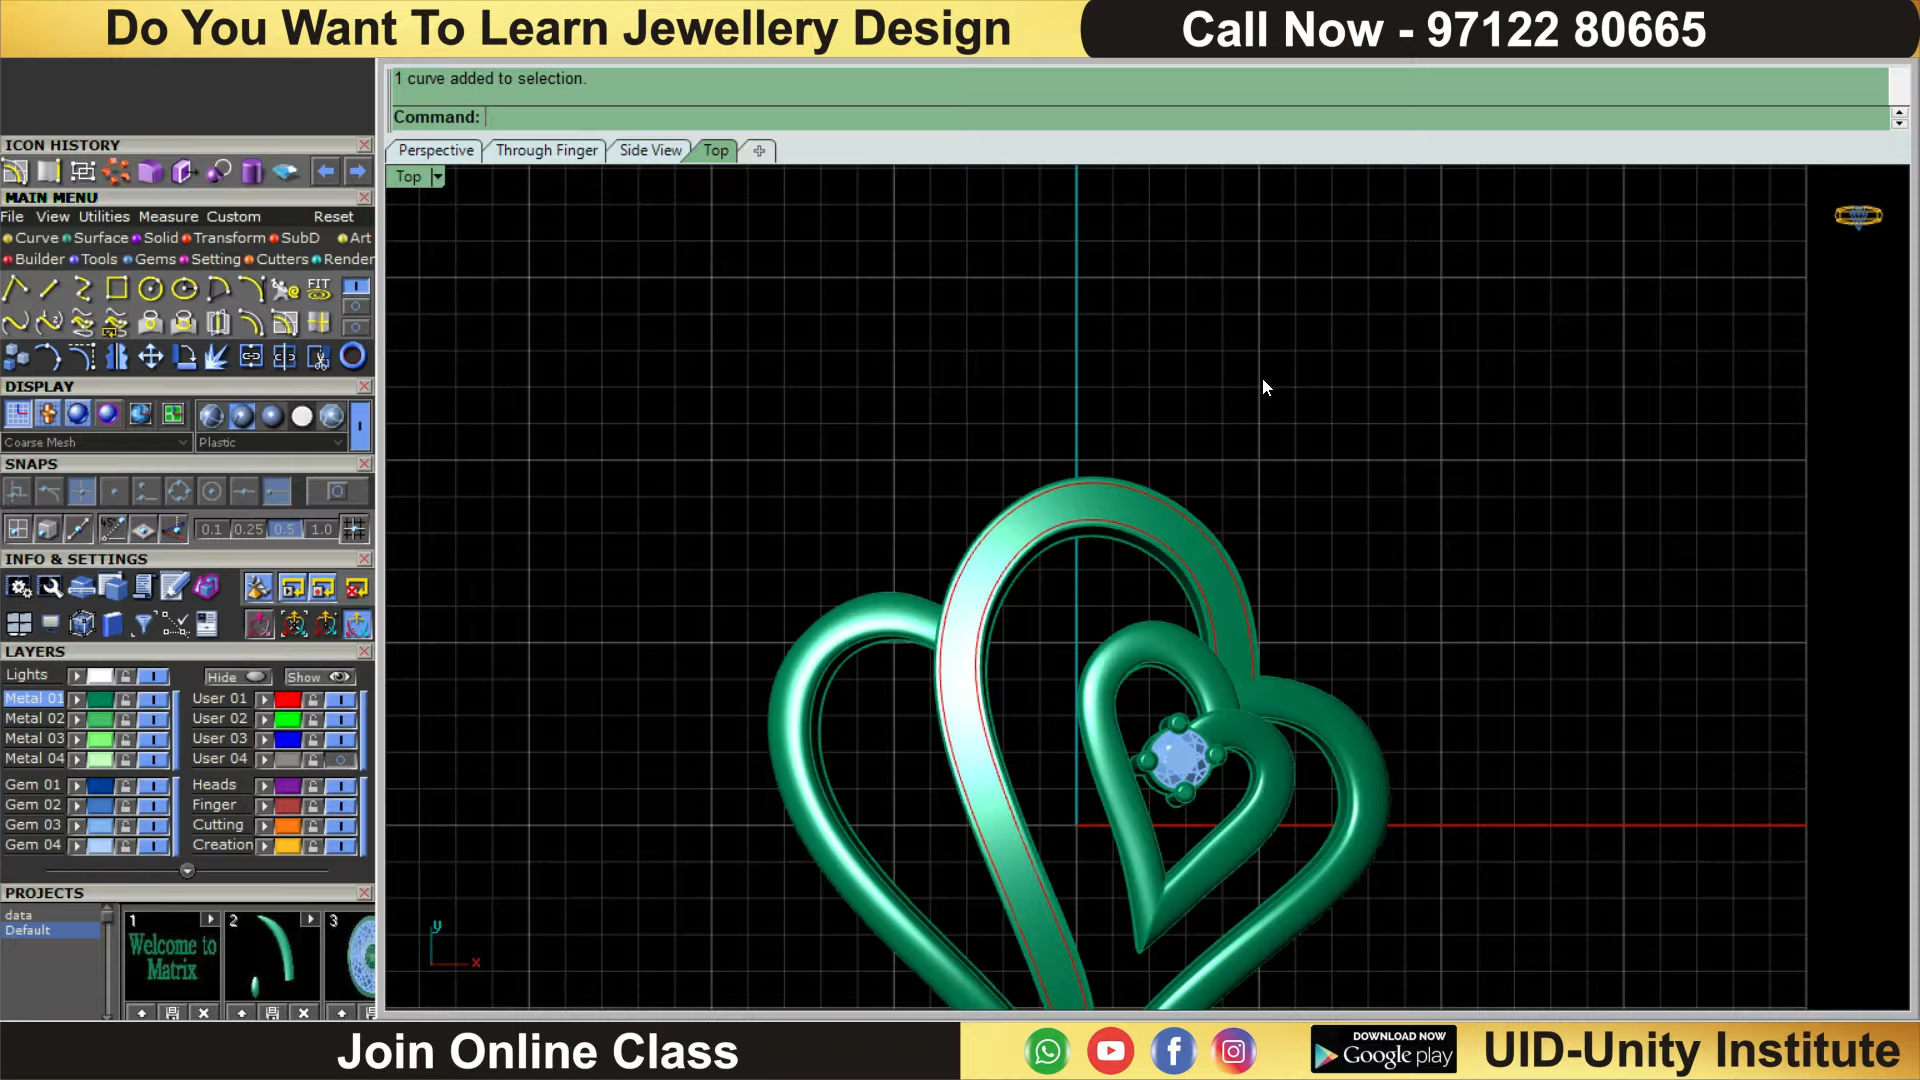 Do You Want To Learn Jewellery Design
Call Now - 97122 80665
1 curve added to selection.
Command:
Perspective
Through Finger
Side View
Top
Top
ICON HISTORY
MAIN MENU
File View Utilities Measure Custom Reset
Curve Surface Solid Transform SubD Art
Builder Tools Gems Setting Cutters Render
FIT
DISPLAY
Coarse Mesh
Plastic
SNAPS
45°
0.1 0.25 0.5 1.0
INFO & SETTINGS
LAYERS
Lights
Hide
Show
Metal 01
User 01
Metal 02
User 02
Metal 03
User 03
Metal 04
User 04
Gem 01
Heads
Gem 02
Finger
Gem 03
Cutting
Gem 04
Creation
PROJECTS
data
Default
1
2
3
Welcome to
Matrix
y
x
Join Online Class
DOWNLOAD NOW
Google play
UID-Unity Institute